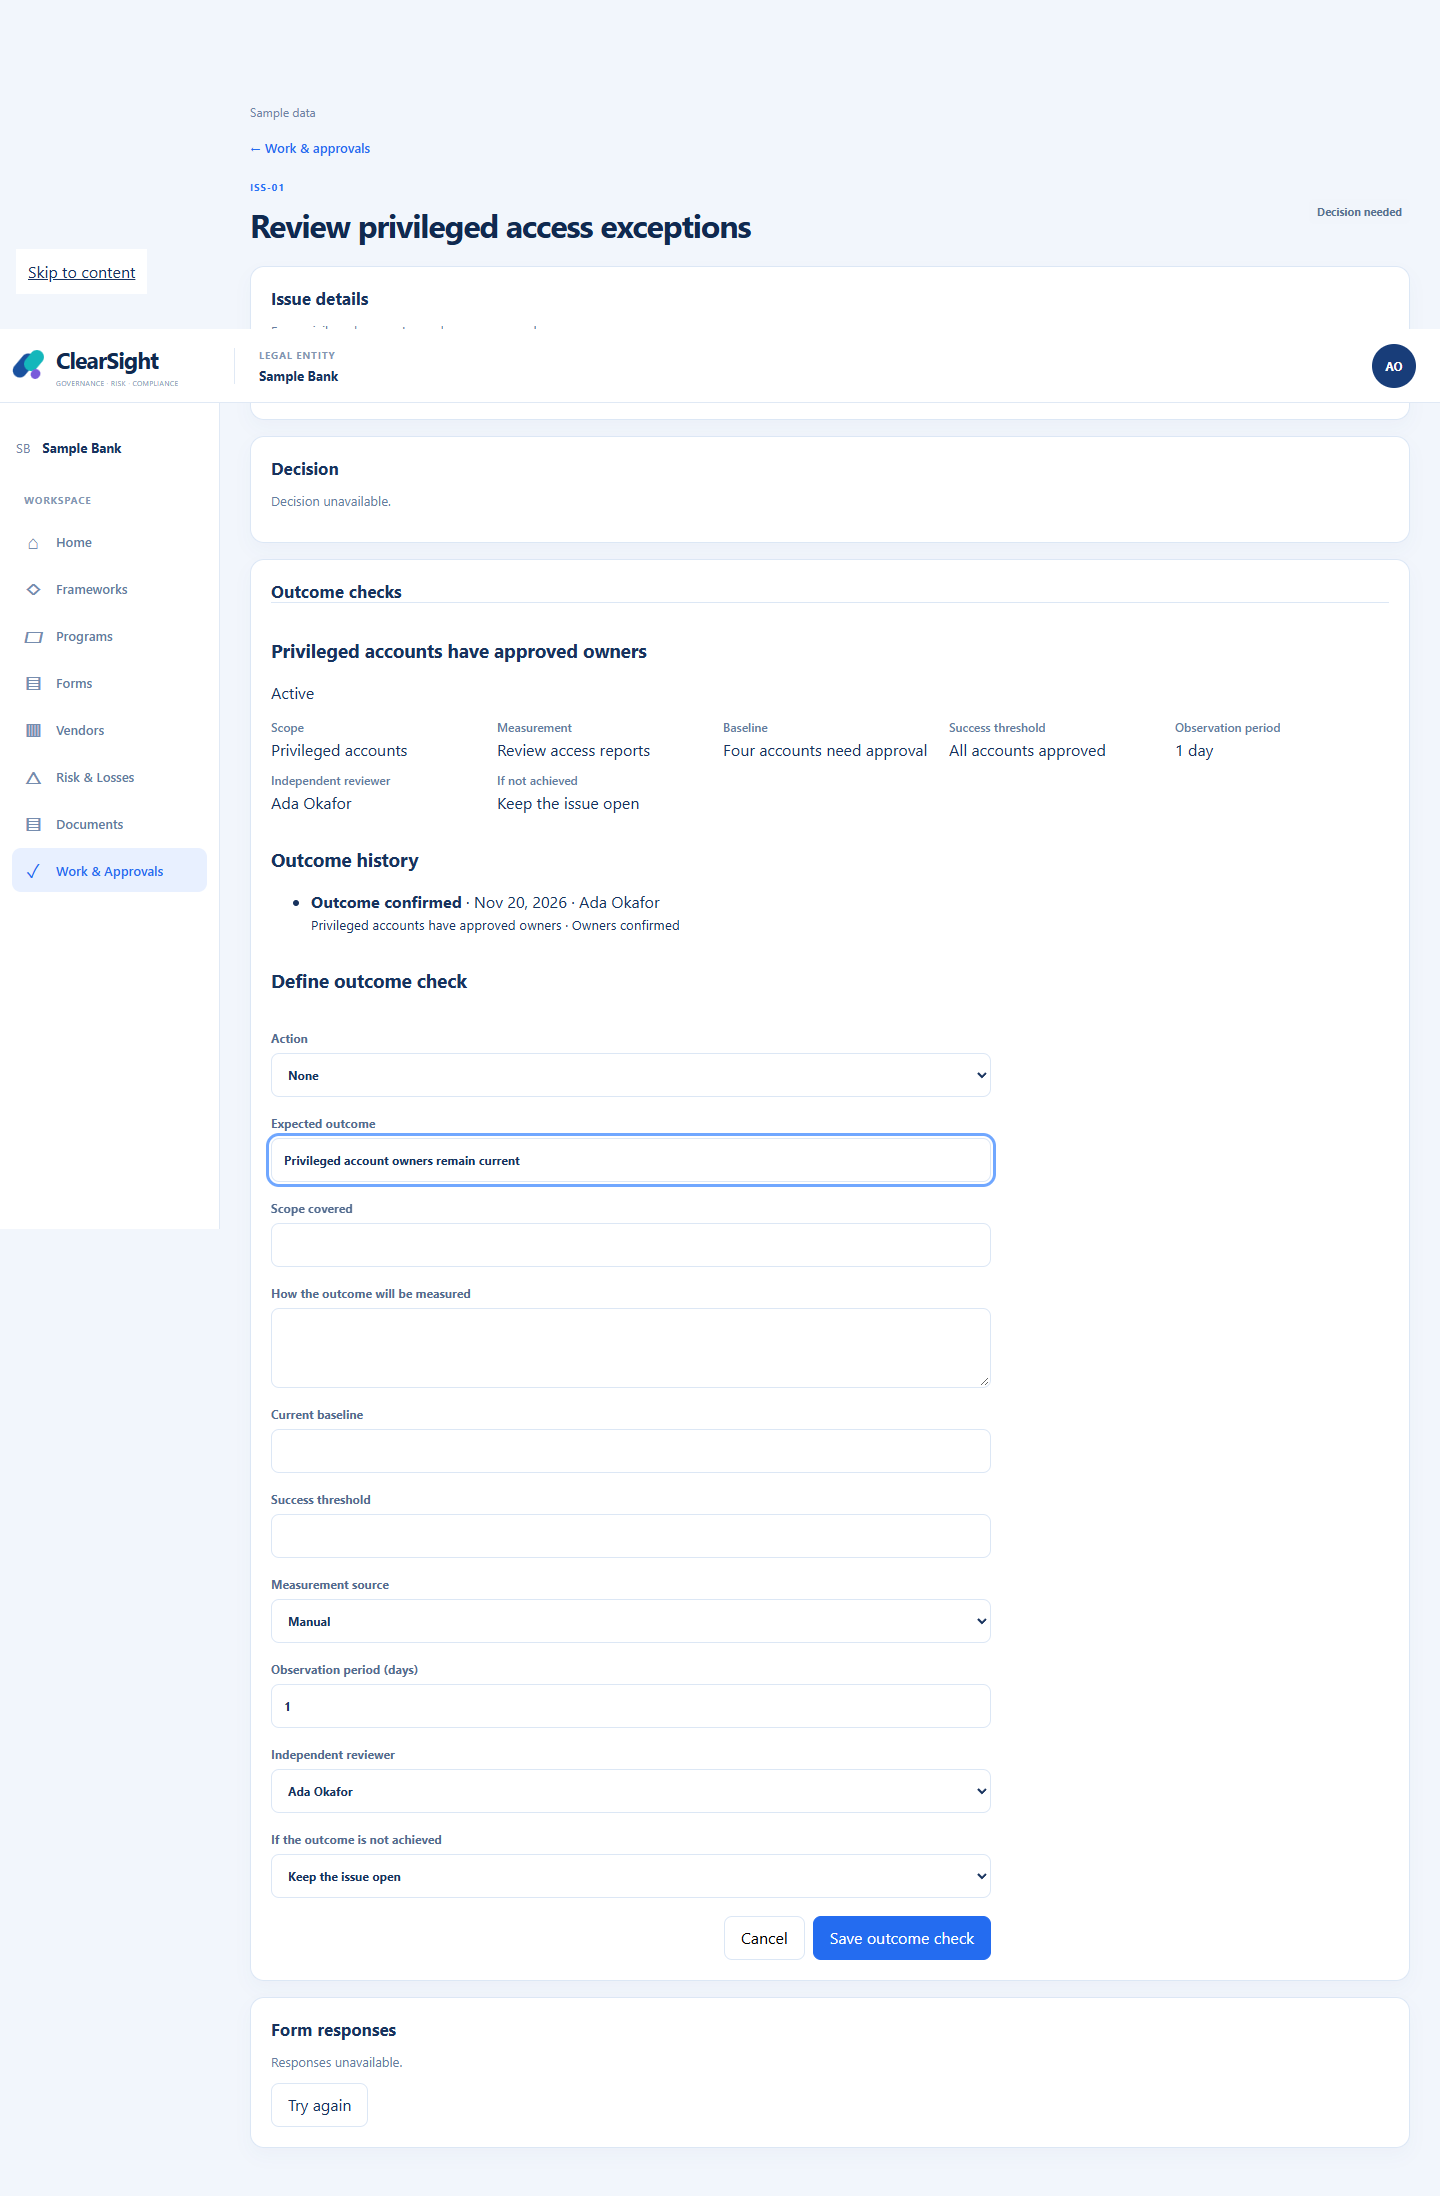 Sample data
← Work & approvals
ISS-01
Review privileged access exceptions
Decision needed
Skip to content
Issue details
ClearSight
GOVERNANCE · RISK · COMPLIANCE
LEGAL ENTITY
Sample Bank
AO
SB Sample Bank
WORKSPACE
Home
Frameworks
Programs
Forms
Vendors
Risk & Losses
Documents
Work & Approvals
Decision
Decision unavailable.
Outcome checks
Privileged accounts have approved owners
Active
Scope
Privileged accounts
Measurement
Review access reports
Baseline
Four accounts need approval
Success threshold
All accounts approved
Observation period
1 day
Independent reviewer
Ada Okafor
If not achieved
Keep the issue open
Outcome history
• Outcome confirmed · Nov 20, 2026 · Ada Okafor
Privileged accounts have approved owners · Owners confirmed
Define outcome check
Action
None
Expected outcome
Privileged account owners remain current
Scope covered
How the outcome will be measured
Current baseline
Success threshold
Measurement source
Manual
Observation period (days)
1
Independent reviewer
Ada Okafor
If the outcome is not achieved
Keep the issue open
Cancel
Save outcome check
Form responses
Responses unavailable.
Try again